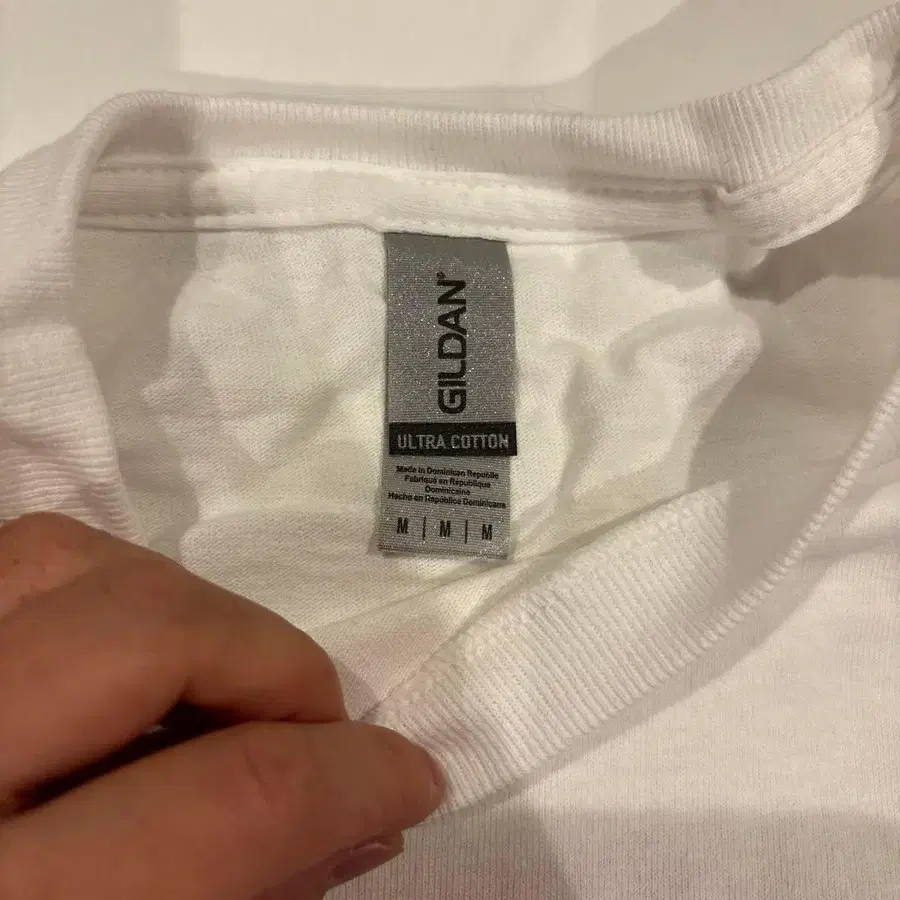 GILDAN®
ULTRA COTTON
Made in Dominican Republic
Fabriqué en République
Dominicaine
Hecho en República Dominicana
M | M | M